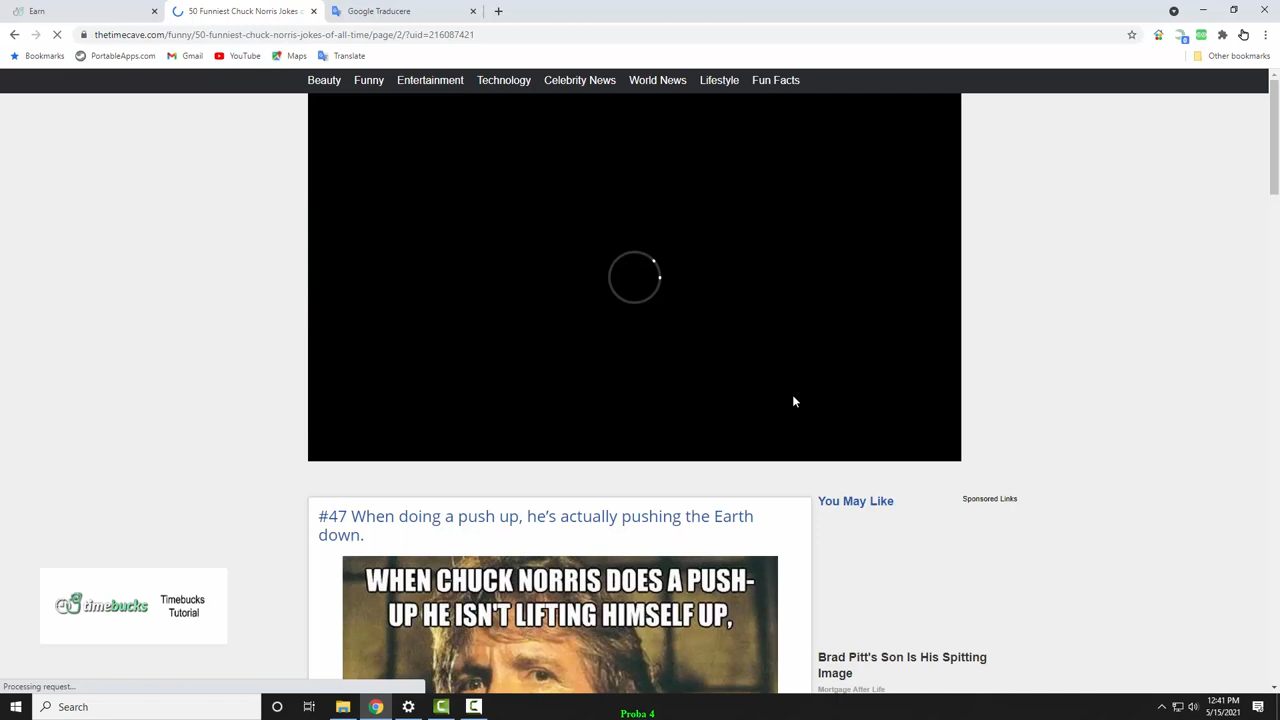 Earn
50 Funniest Chuck Norris Jokes o
Google Traducere
thetimecave.com/funny/50-funniest-chuck-norris-jokes-of-all-time/page/2/?uid=216087421
Bookmarks PortableApps.com Gmail YouTube Maps Translate Other bookmarks
Beauty Funny Entertainment Technology Celebrity News World News Lifestyle Fun Facts
You May Like
Sponsored Links
#47 When doing a push up, he's actually pushing the Earth
down.
WHEN CHUCK NORRIS DOES A PUSH-
UP HE ISN'T LIFTING HIMSELF UP,
timebucks
Timebucks
Tutorial
Brad Pitt's Son Is His Spitting
Image
Mortgage After Life
Processing request...
Search
12:41 PM
5/15/2021
Proba 4